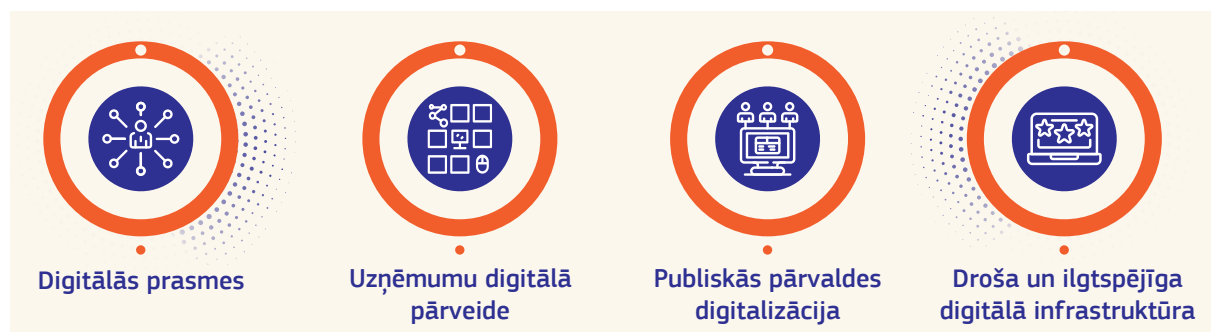 Digitālās prasmes
Uzņēmumu digitālā
pārveide
Publiskās pārvaldes
digitalizācija
Droša un ilgtspējīga
digitālā infrastruktūra